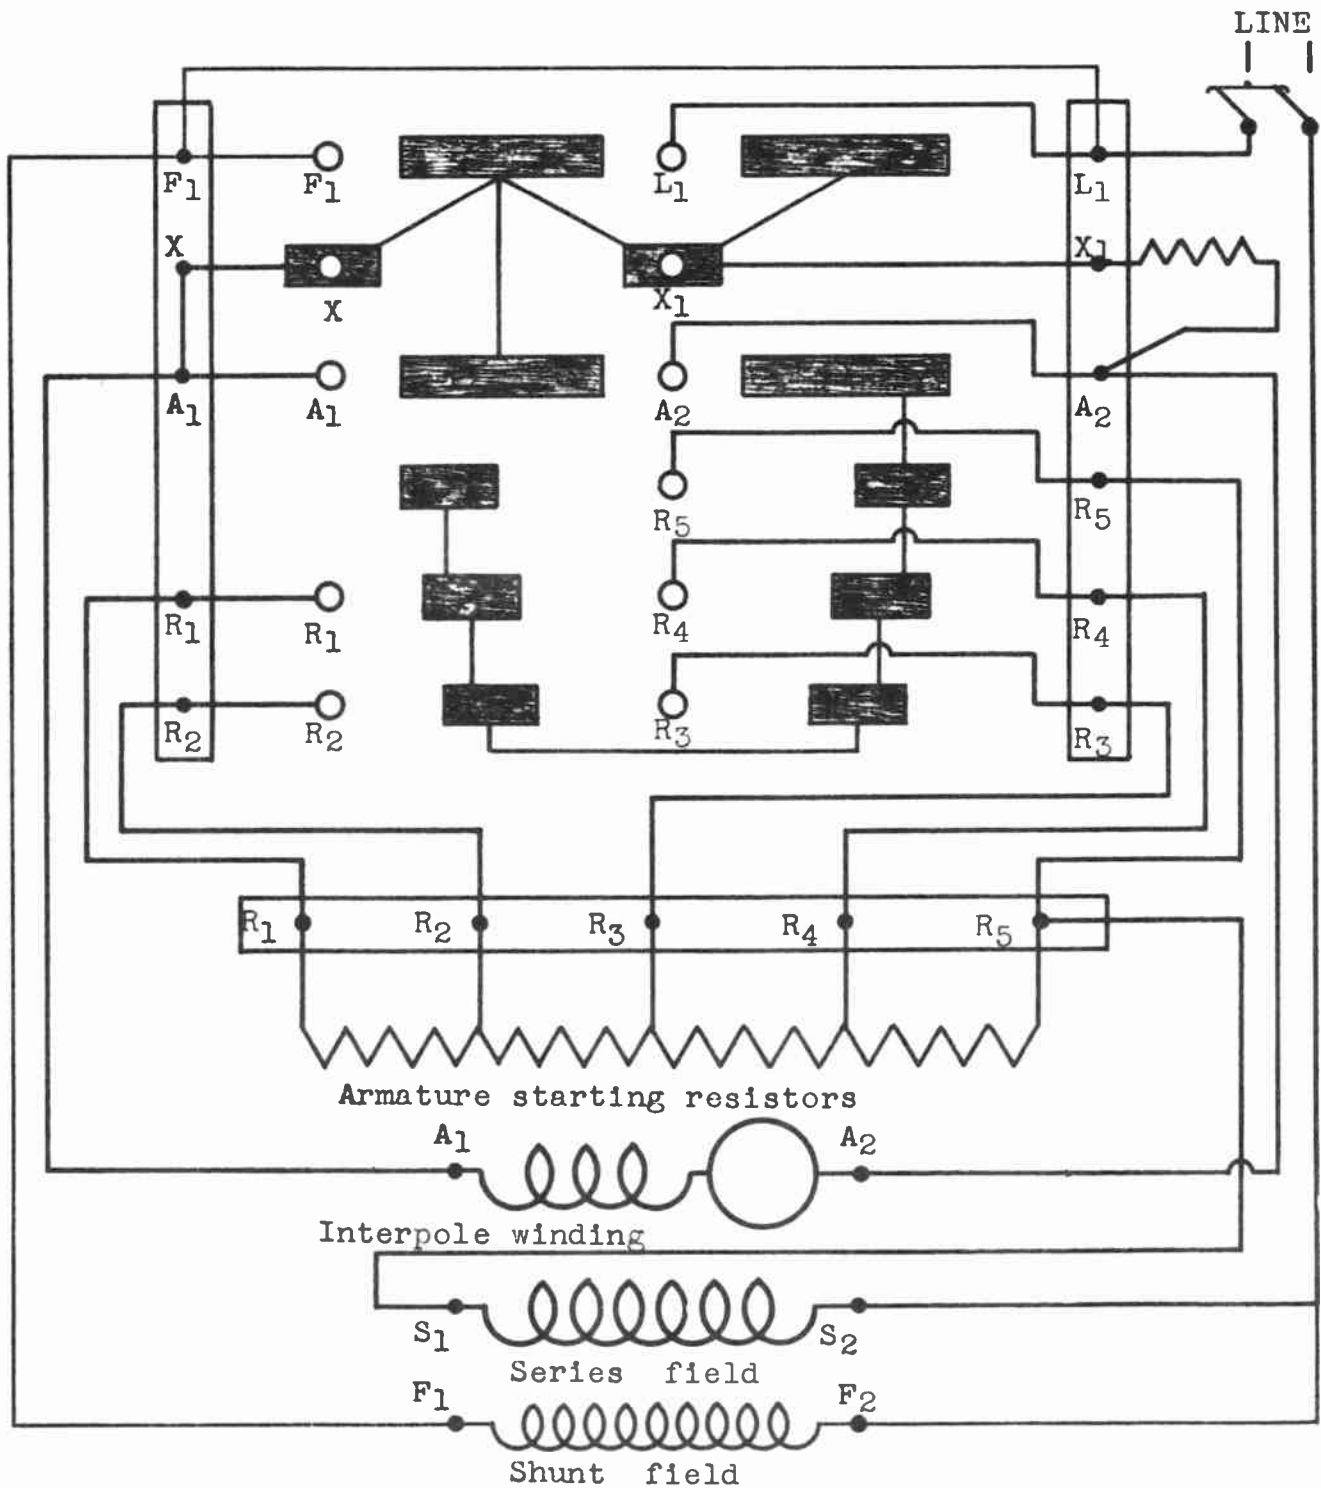 LINE
F1 F1 L1 L1
X X1
X X1
A1 A1 A2 A2
R5 R5
R1 R1 R4 R4
R2 R2 R3 R3
R1 R2 R3 R4 R5
Armature starting resistors
A1 A2
Interpole winding
S1 S2
Series field
F1 F2
Shunt field